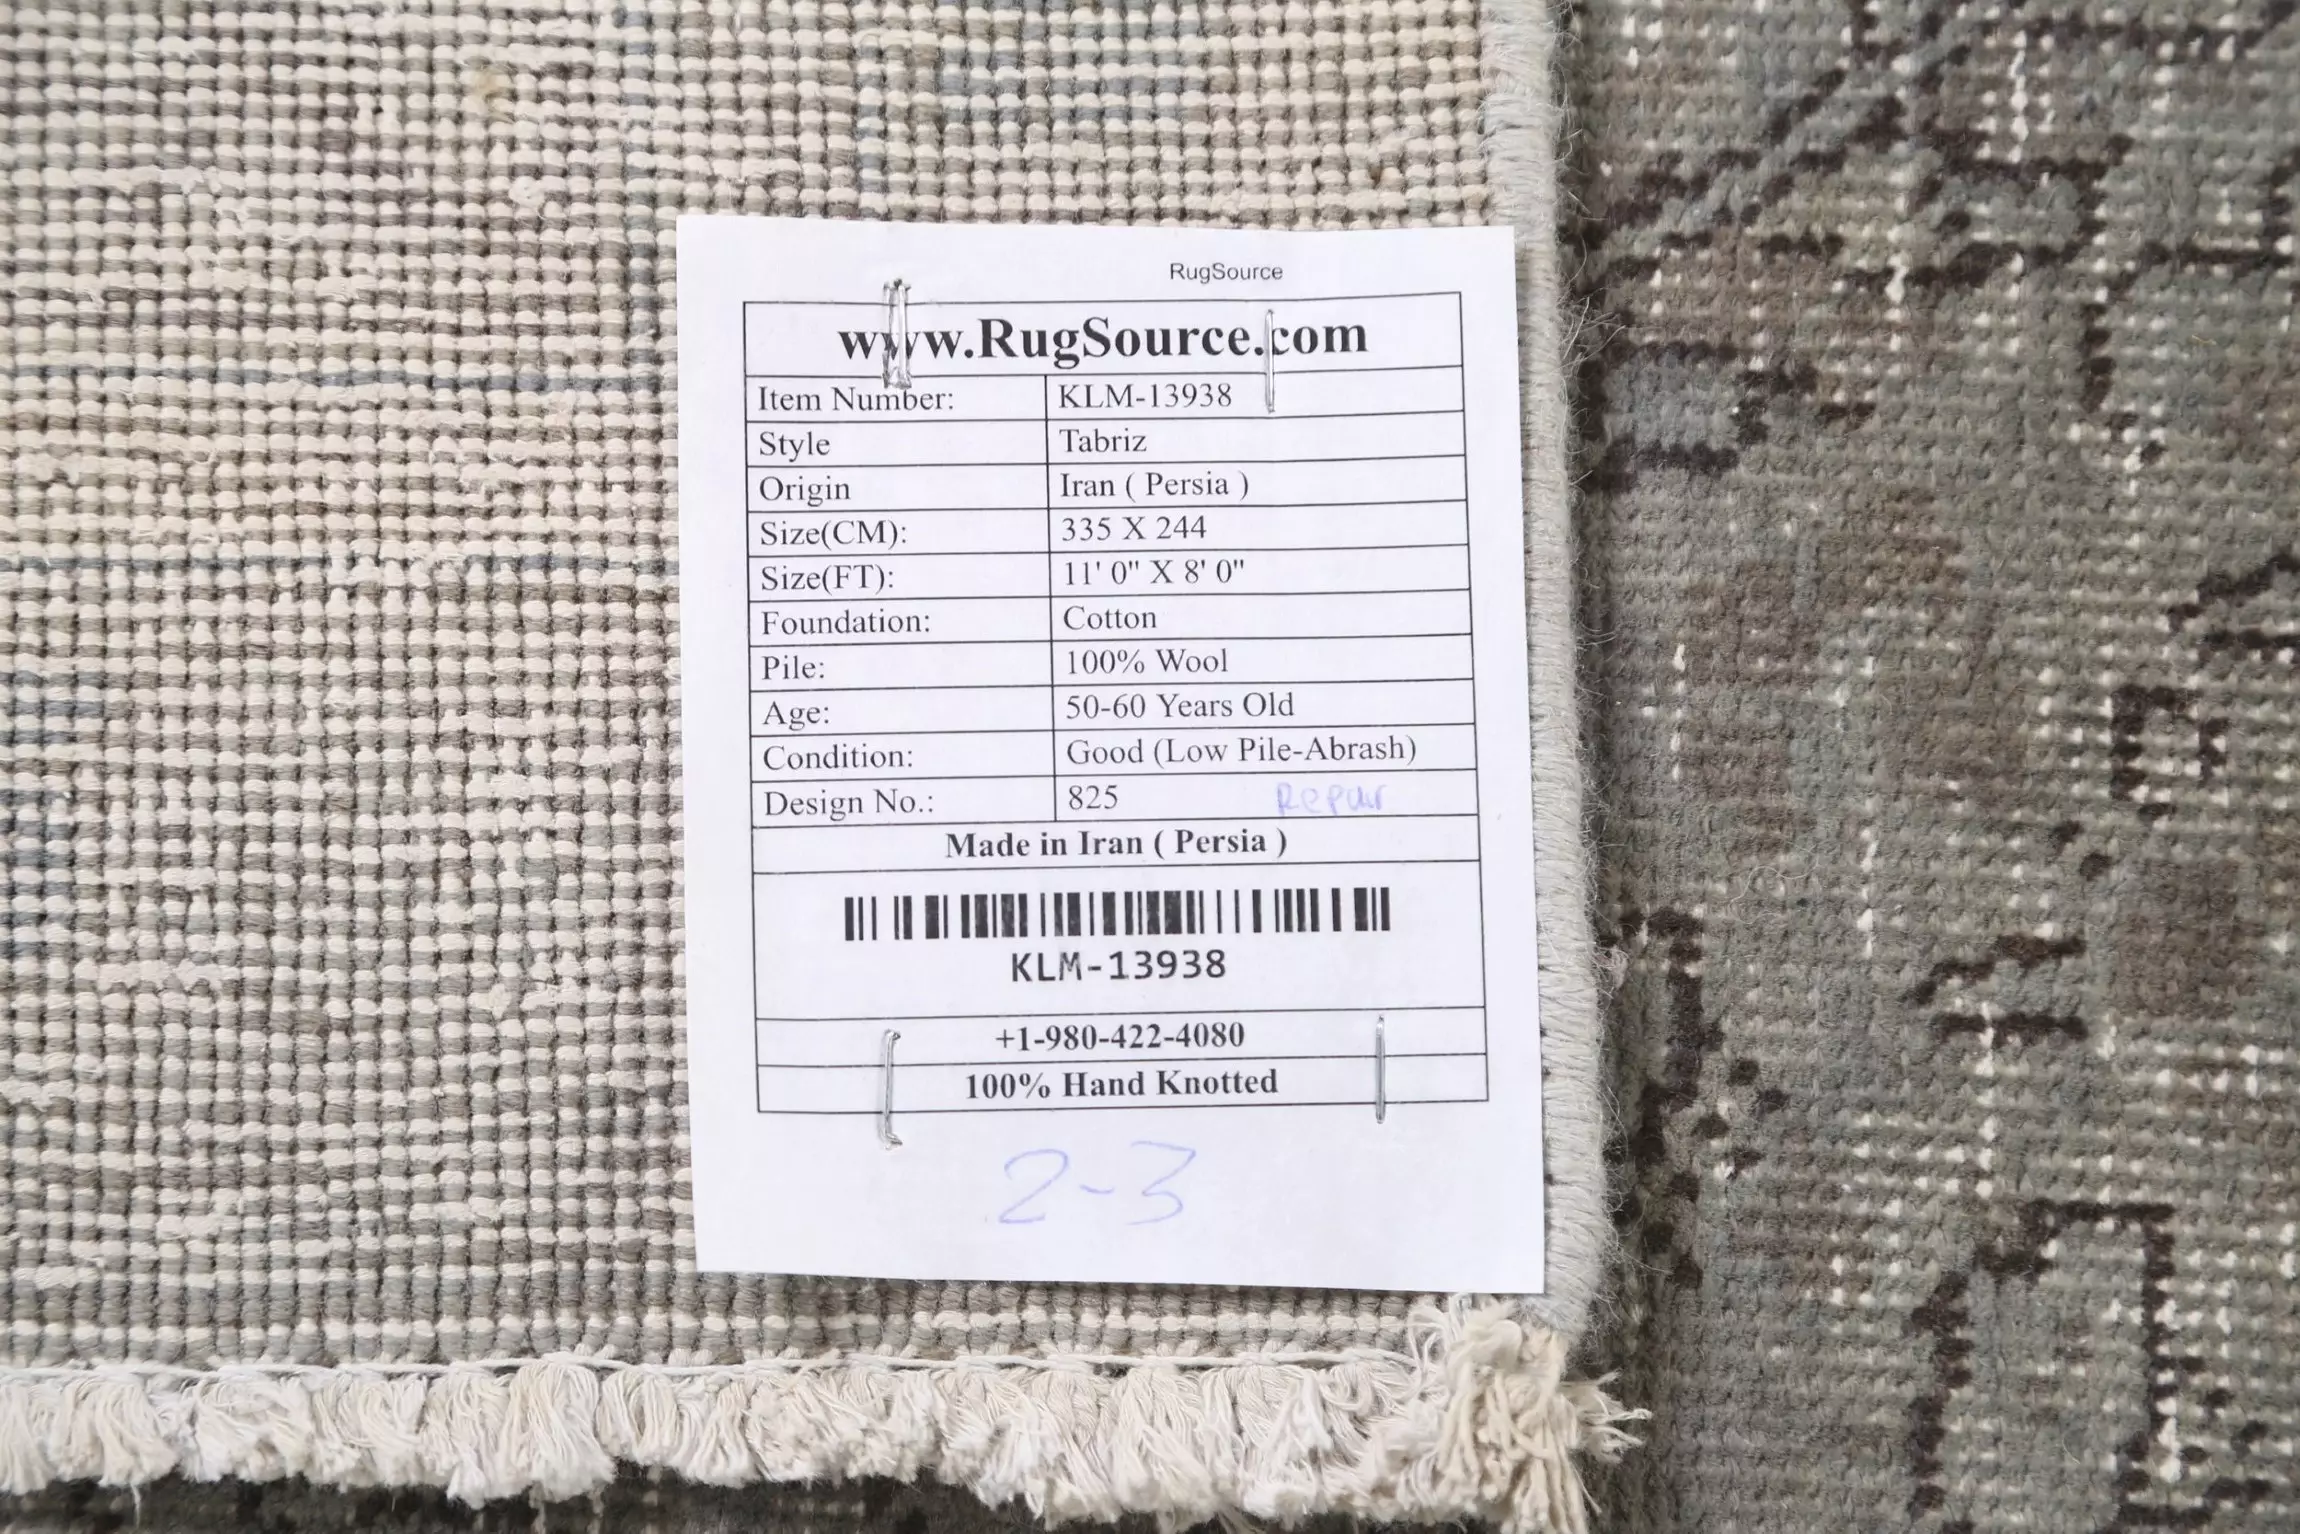 RugSource
www.RugSource.com
Item Number: KLM-13938
Style Tabriz
Origin Iran ( Persia )
Size(CM): 335 X 244
Size(FT): 11' 0" X 8' 0"
Foundation: Cotton
Pile: 100% Wool
Age: 50-60 Years Old
Condition: Good (Low Pile-Abrash)
Design No.: 825 Repair
Made in Iran ( Persia )
KLM-13938
+1-980-422-4080
100% Hand Knotted
2-3